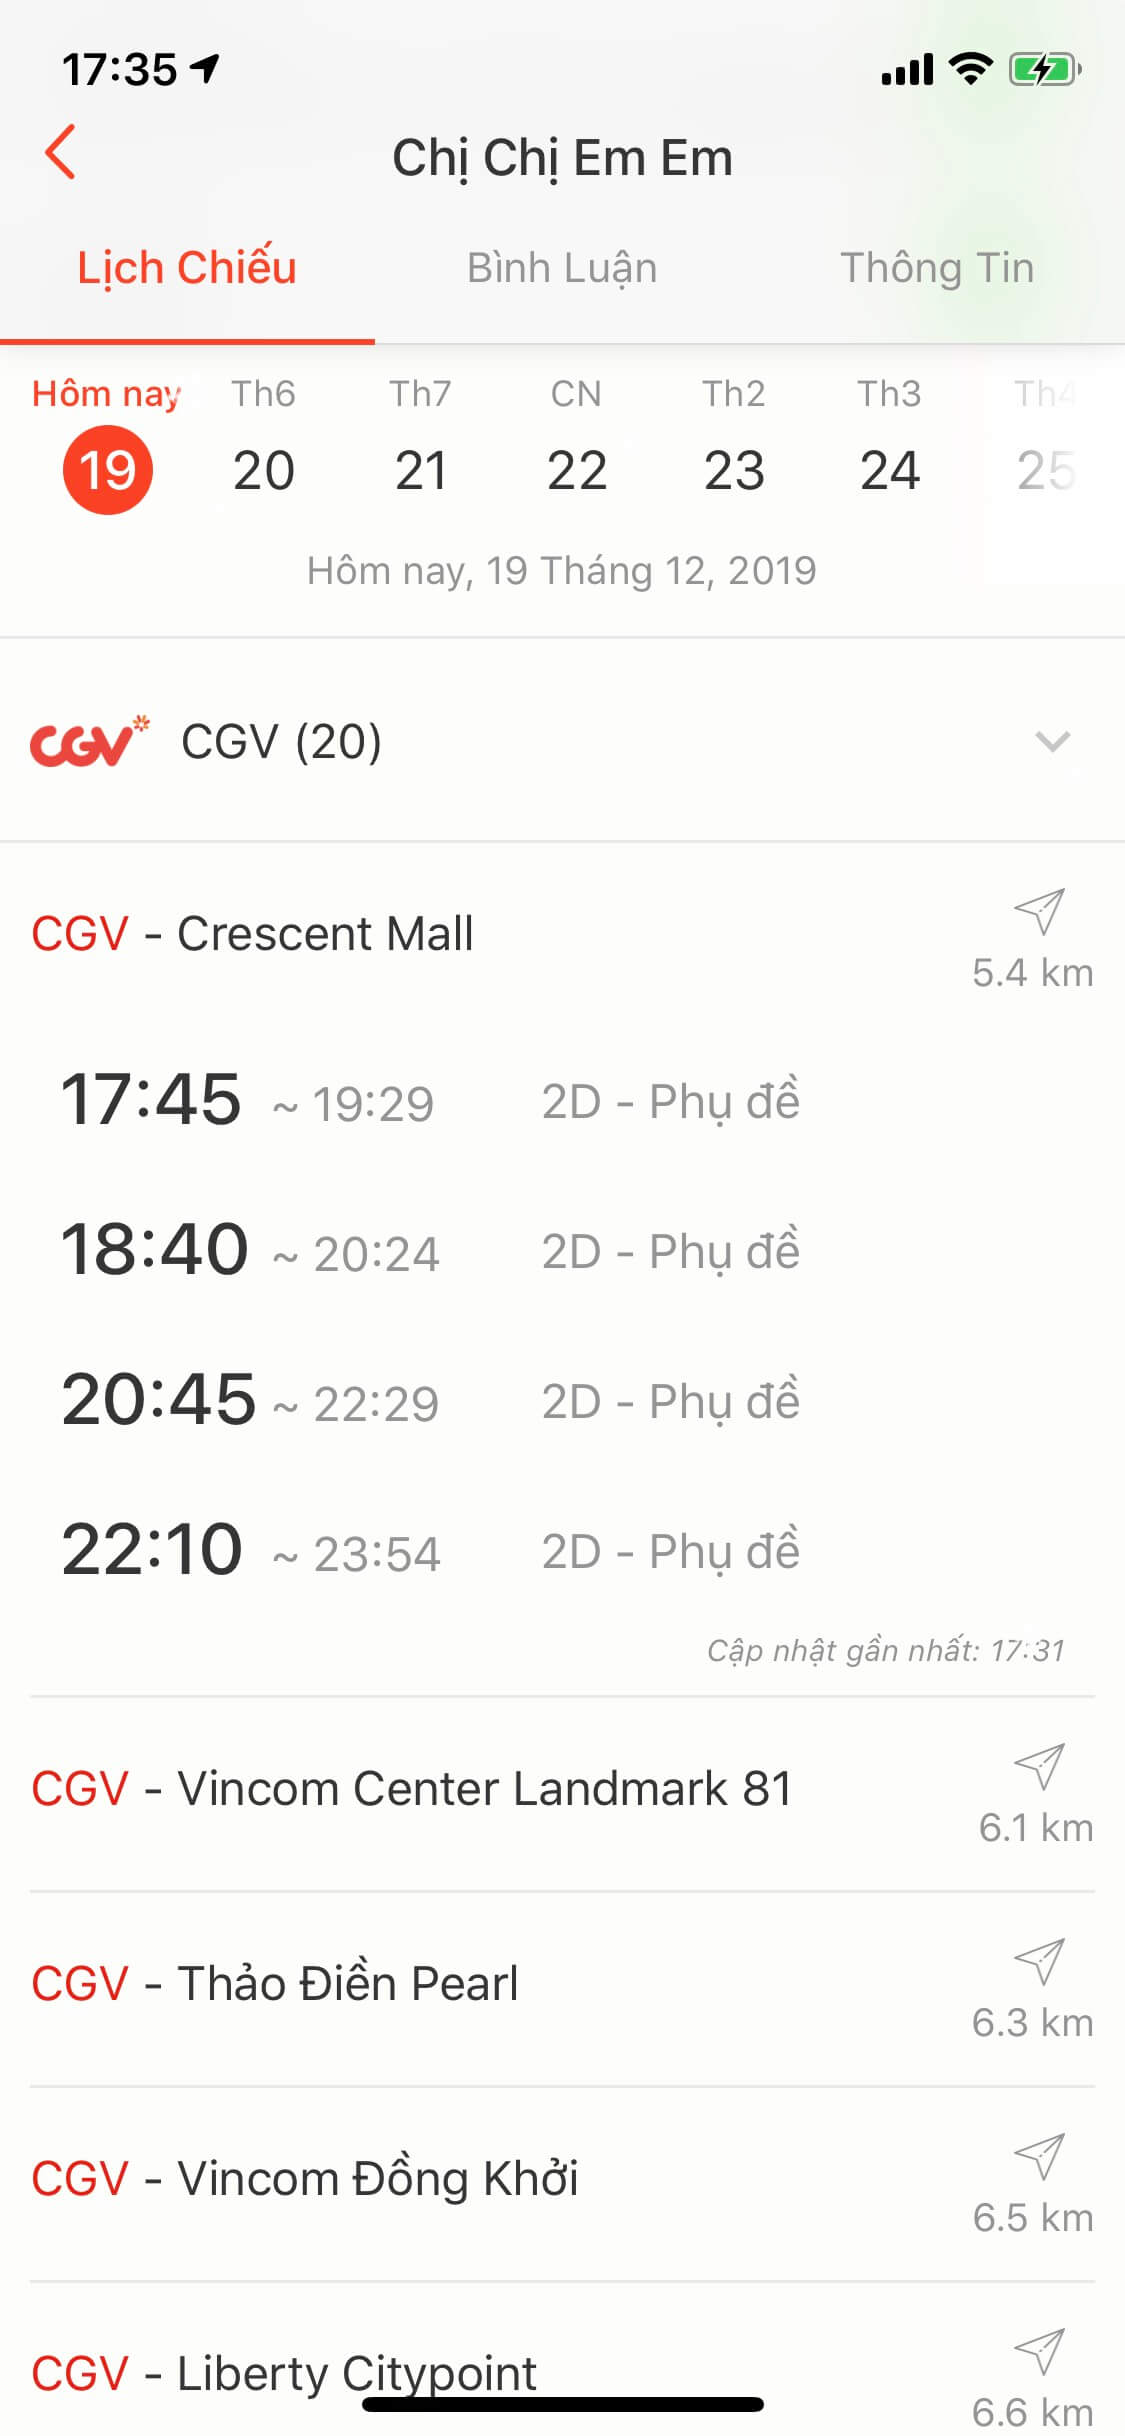 17:35
Chị Chị Em Em
Lịch Chiếu Bình Luận Thông Tin
Hôm nay Th6 Th7 CN Th2 Th3 Th4
19 20 21 22 23 24 25
Hôm nay, 19 Tháng 12, 2019
CGV* CGV (20)
CGV - Crescent Mall
5.4 km
17:45 ~ 19:29 2D - Phụ đề
18:40 ~ 20:24 2D - Phụ đề
20:45 ~ 22:29 2D - Phụ đề
22:10 ~ 23:54 2D - Phụ đề
Cập nhật gần nhất: 17:31
CGV - Vincom Center Landmark 81
6.1 km
CGV - Thảo Điền Pearl
6.3 km
CGV - Vincom Đồng Khởi
6.5 km
CGV - Liberty Citypoint
6.6 km